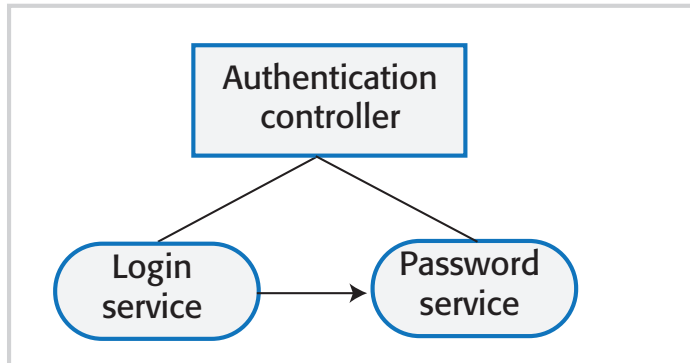 Authentication
controller
Login
service
Password
service